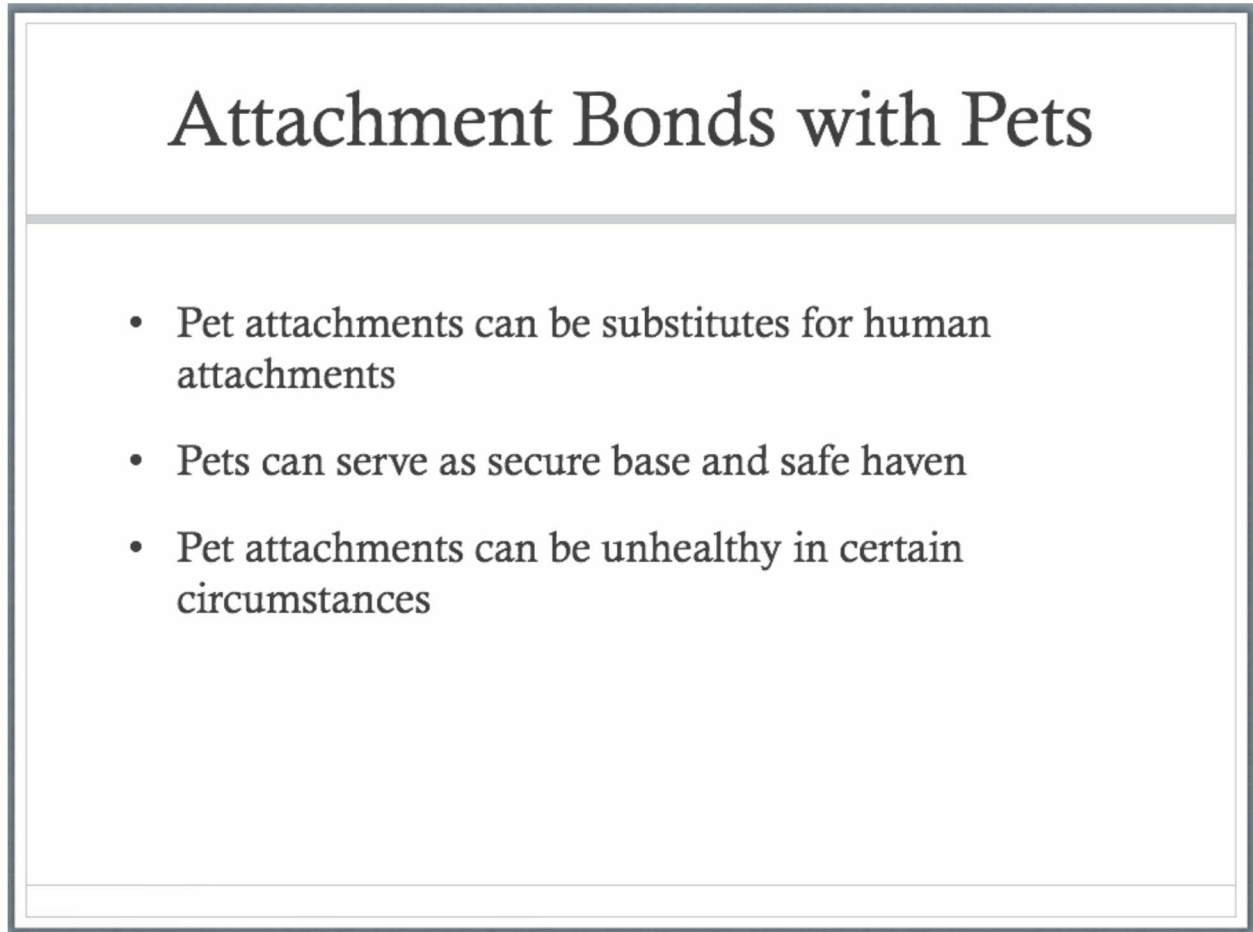 Attachment Bonds with Pets
• Pet attachments can be substitutes for human
attachments
• Pets can serve as secure base and safe haven
• Pet attachments can be unhealthy in certain
circumstances